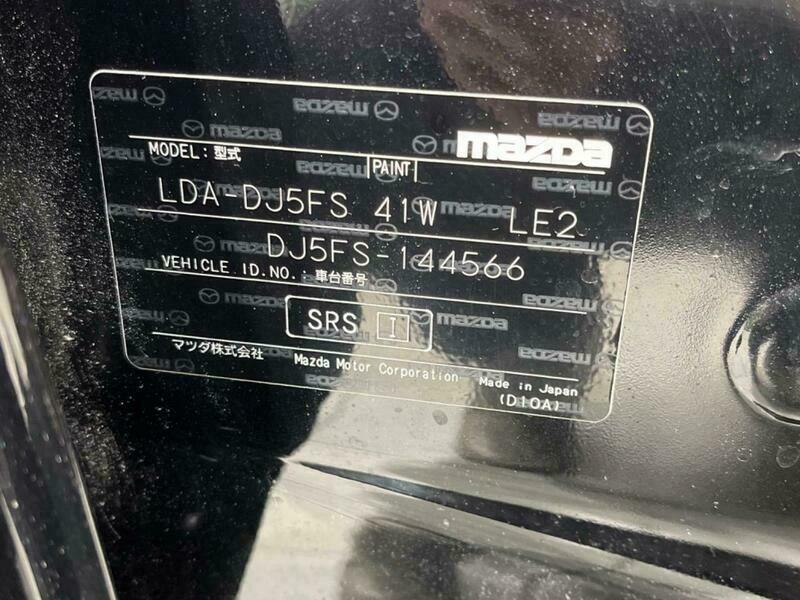 mazda
MODEL：型式
PAINT
LDA-DJ5FS 41W LE2
DJ5FS-144566
VEHICLE ID.NO.：車台番号
SRS I
マツダ株式会社 Mazda Motor Corporation Made in Japan
(D10A)